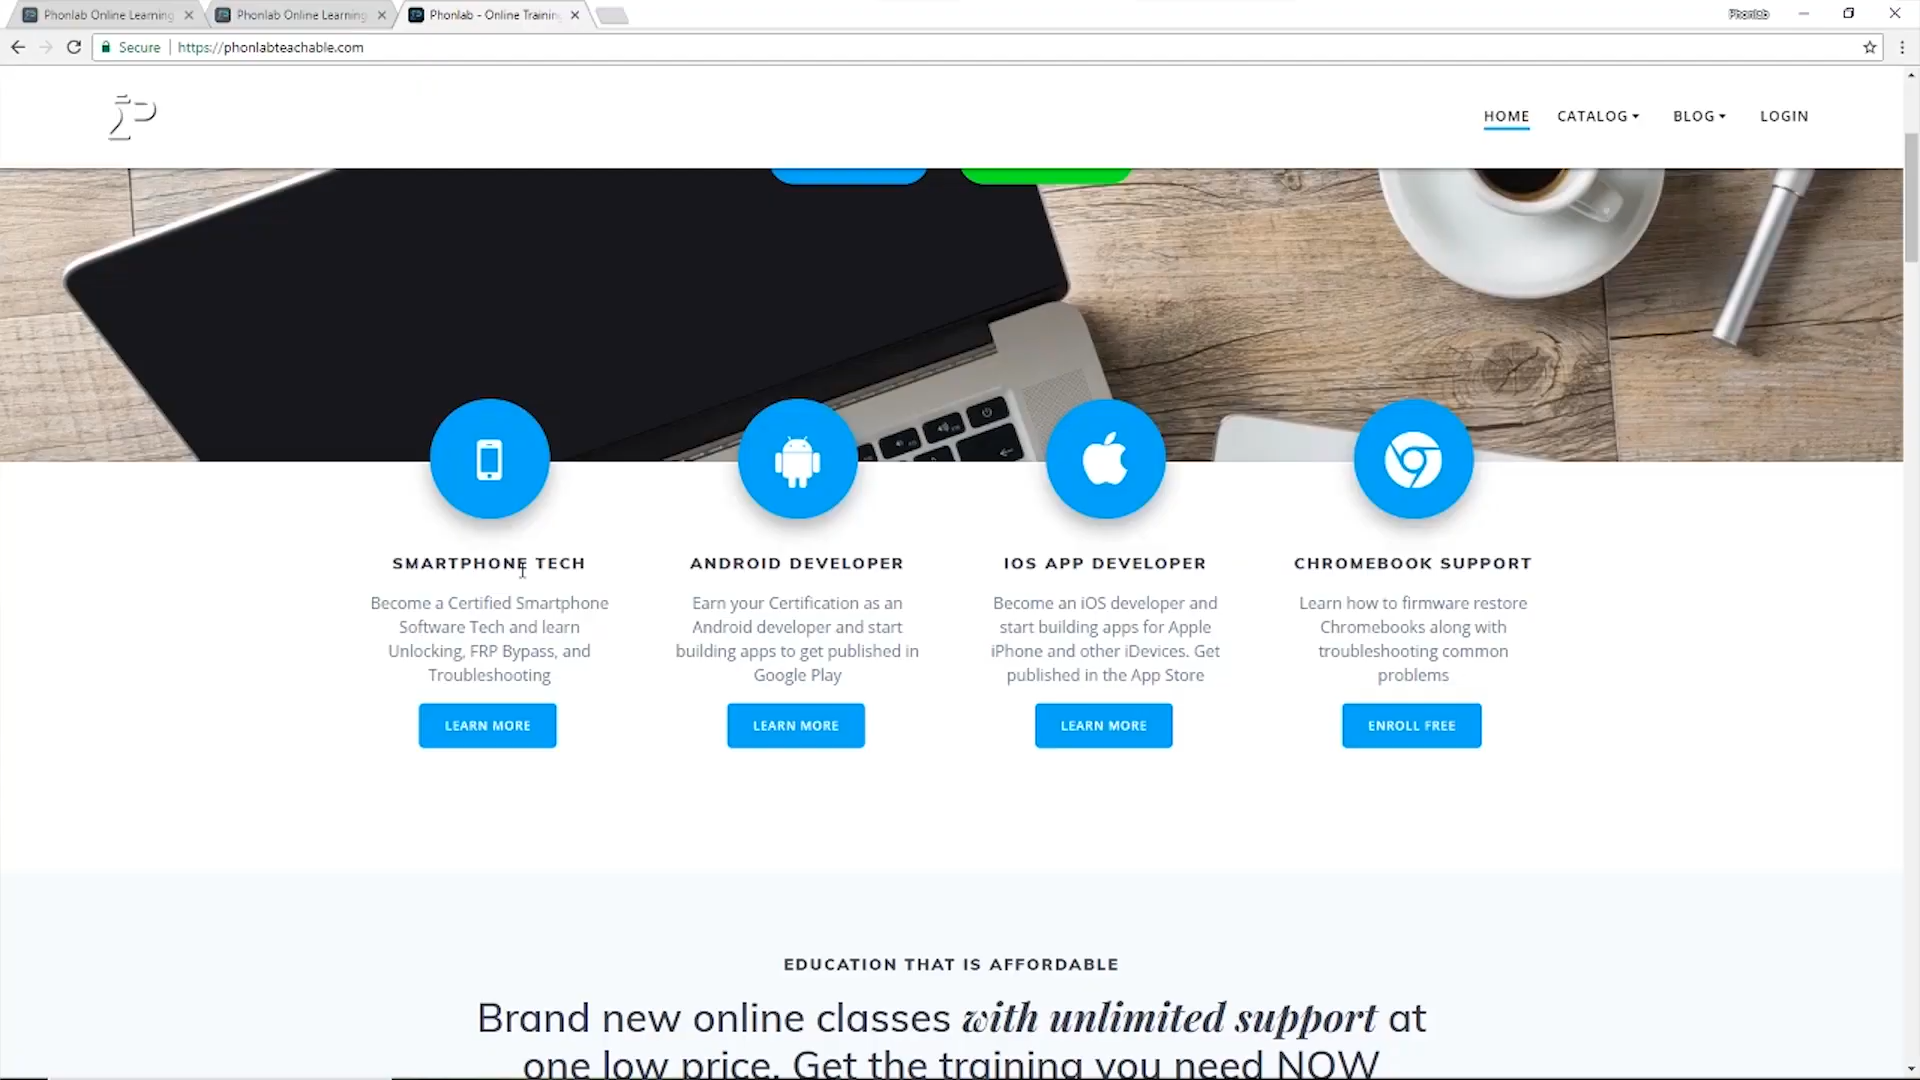 Phonlab Online Learning
Phonlab Online Learning
Phonlab - Online Trainin
Phonlab
Secure
https://phonlabteachable.com
HOME
CATALOG
BLOG
LOGIN
SMARTPHONE TECH
Become a Certified Smartphone
Software Tech and learn
Unlocking, FRP Bypass, and
Troubleshooting
LEARN MORE
ANDROID DEVELOPER
Earn your Certification as an
Android developer and start
building apps to get published in
Google Play
LEARN MORE
IOS APP DEVELOPER
Become an iOS developer and
start building apps for Apple
iPhone and other iDevices. Get
published in the App Store
LEARN MORE
CHROMEBOOK SUPPORT
Learn how to firmware restore
Chromebooks along with
troubleshooting common
problems
ENROLL FREE
EDUCATION THAT IS AFFORDABLE
Brand new online classes with unlimited support at
one low price. Get the training you need NOW